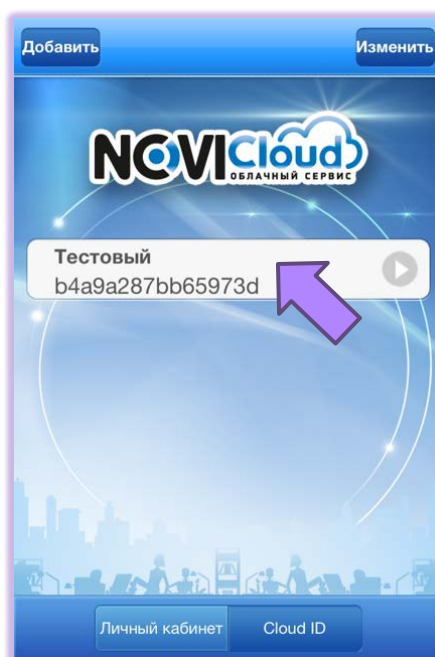 Добавить
Изменить
NOVICloud
ОБЛАЧНЫЙ СЕРВИС
Тестовый
b4a9a287bb65973d
Личный кабинет
Cloud ID